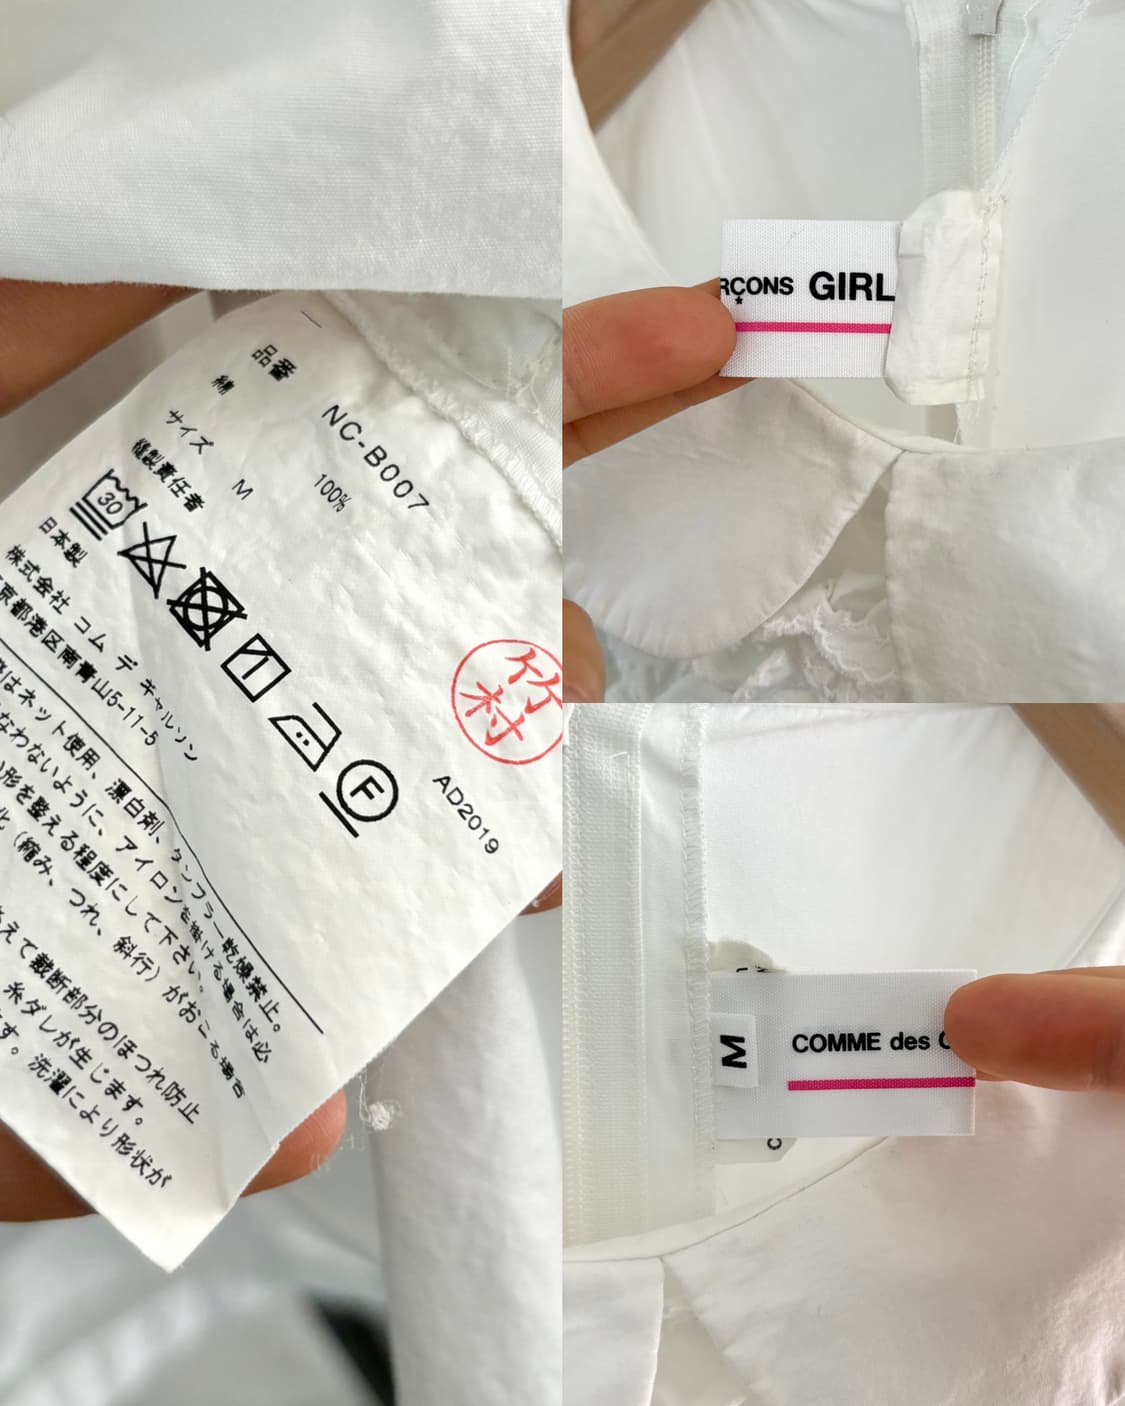 品番 NC-B007
綿 100%
サイズ M
縫製責任者
30
日本製
株式会社 コム デ ギャルソン
東京都港区南青山5-11-5
はネット使用、漂白剤、タンブラー乾燥禁止。
なわないように、アイロンを掛ける場合は必
形を整える程度にして下さい。
化（縮み、つれ、斜行）がおこる場合
あえて裁断部分のほつれ防止
糸ダレが生じます。
す。洗濯により形状が
F
竹村
AD2019
RÇONS GIRL
M
COMME des G